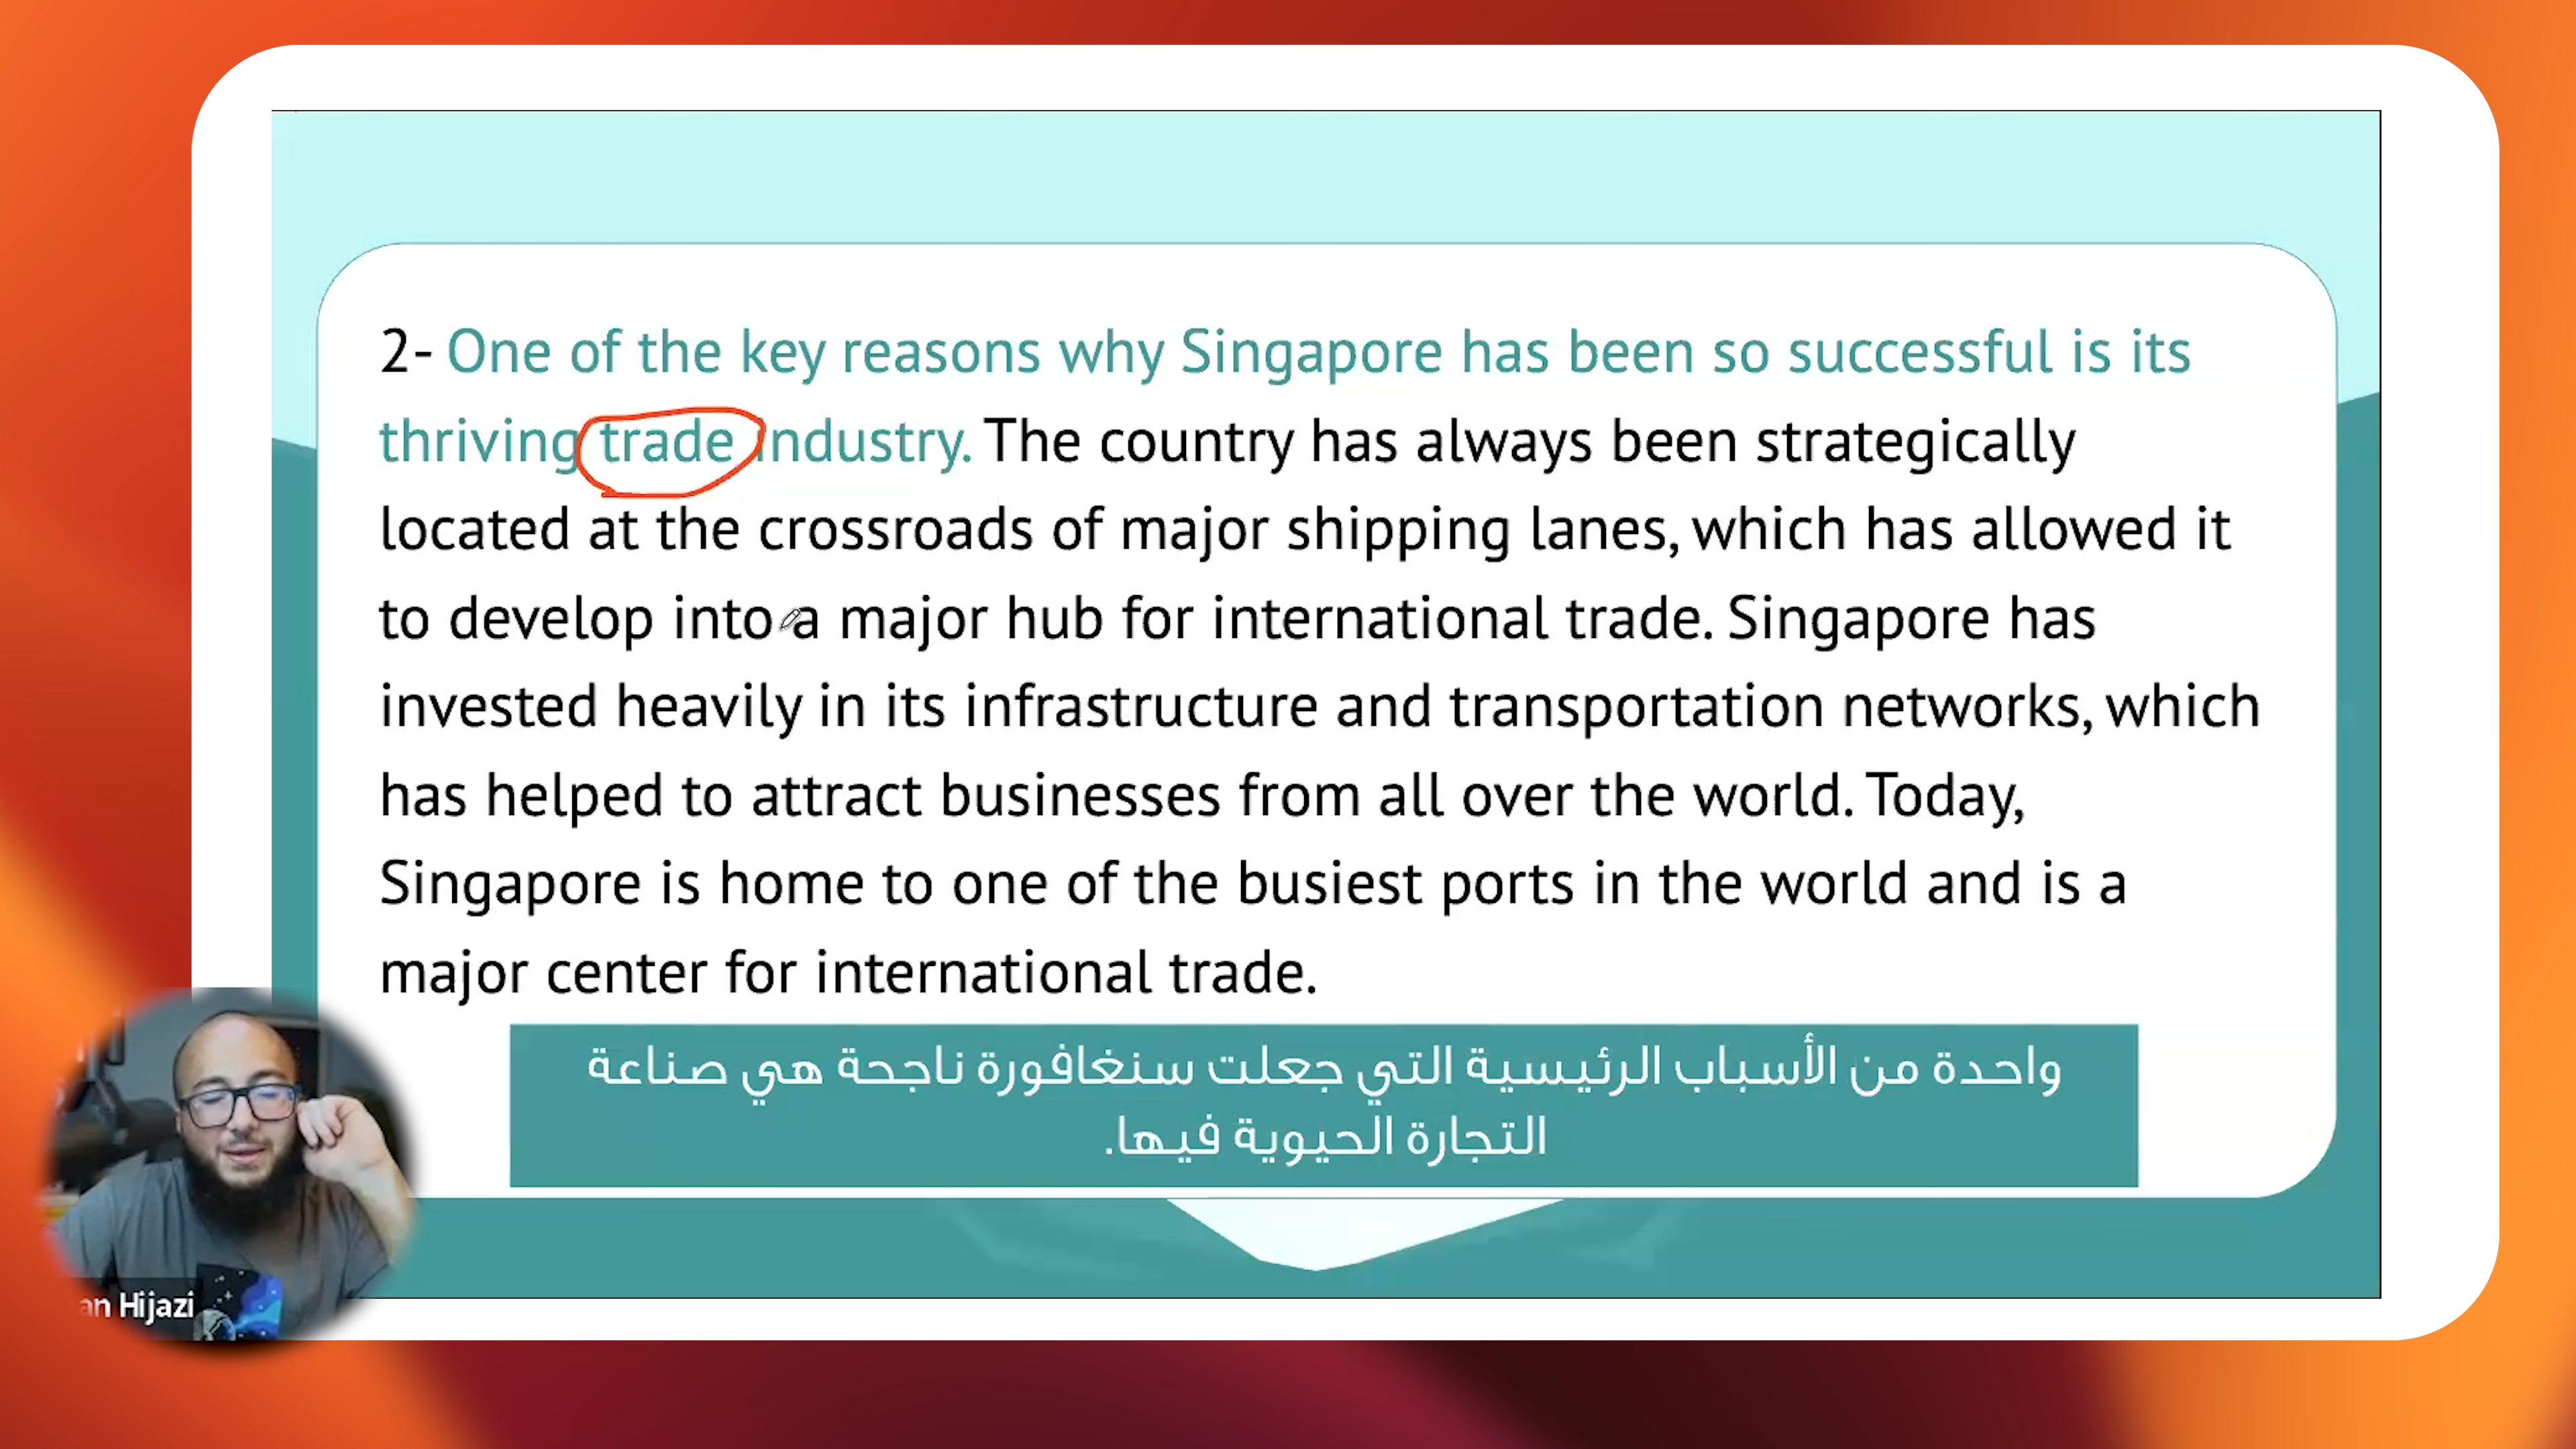 2- One of the key reasons why Singapore has been so successful is its
thriving trade industry. The country has always been strategically
located at the crossroads of major shipping lanes, which has allowed it
to develop into a major hub for international trade. Singapore has
invested heavily in its infrastructure and transportation networks, which
has helped to attract businesses from all over the world. Today,
Singapore is home to one of the busiest ports in the world and is a
major center for international trade.
واحدة من الأسباب الرئيسية التي جعلت سنغافورة ناجحة هي صناعة
التجارة الحيوية فيها.
an Hijazi